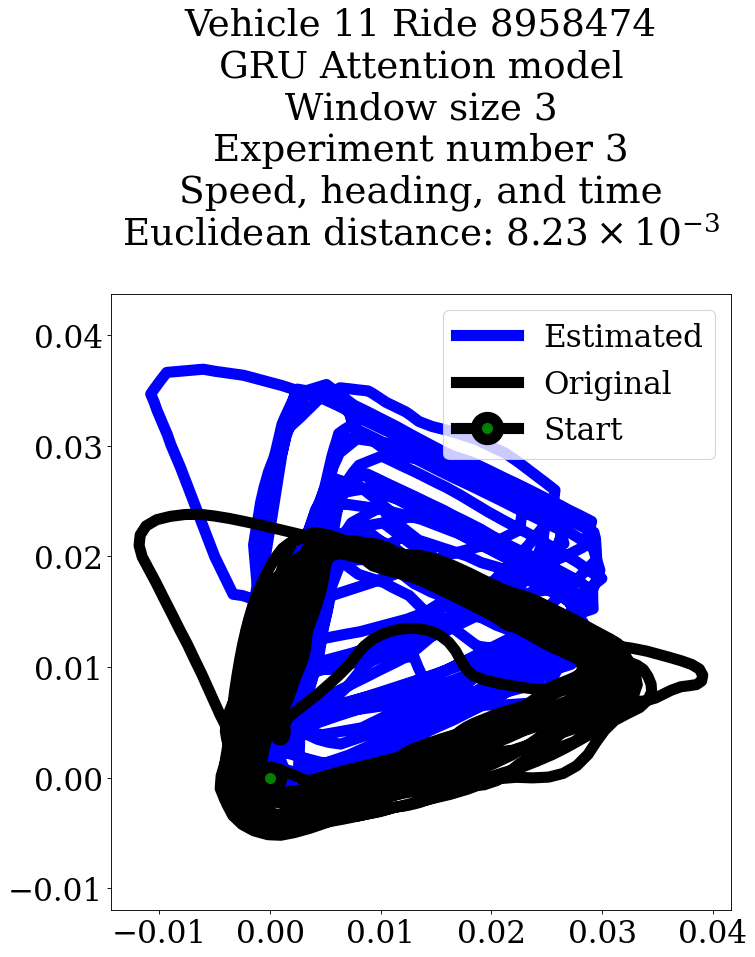 Vehicle 11 Ride 8958474
GRU Attention model
Window size 3
Experiment number 3
Speed, heading, and time
Euclidean distance: 8.23 × 10⁻³
Estimated
Original
Start
0.04
0.03
0.02
0.01
0.00
−0.01
−0.01 0.00 0.01 0.02 0.03 0.04